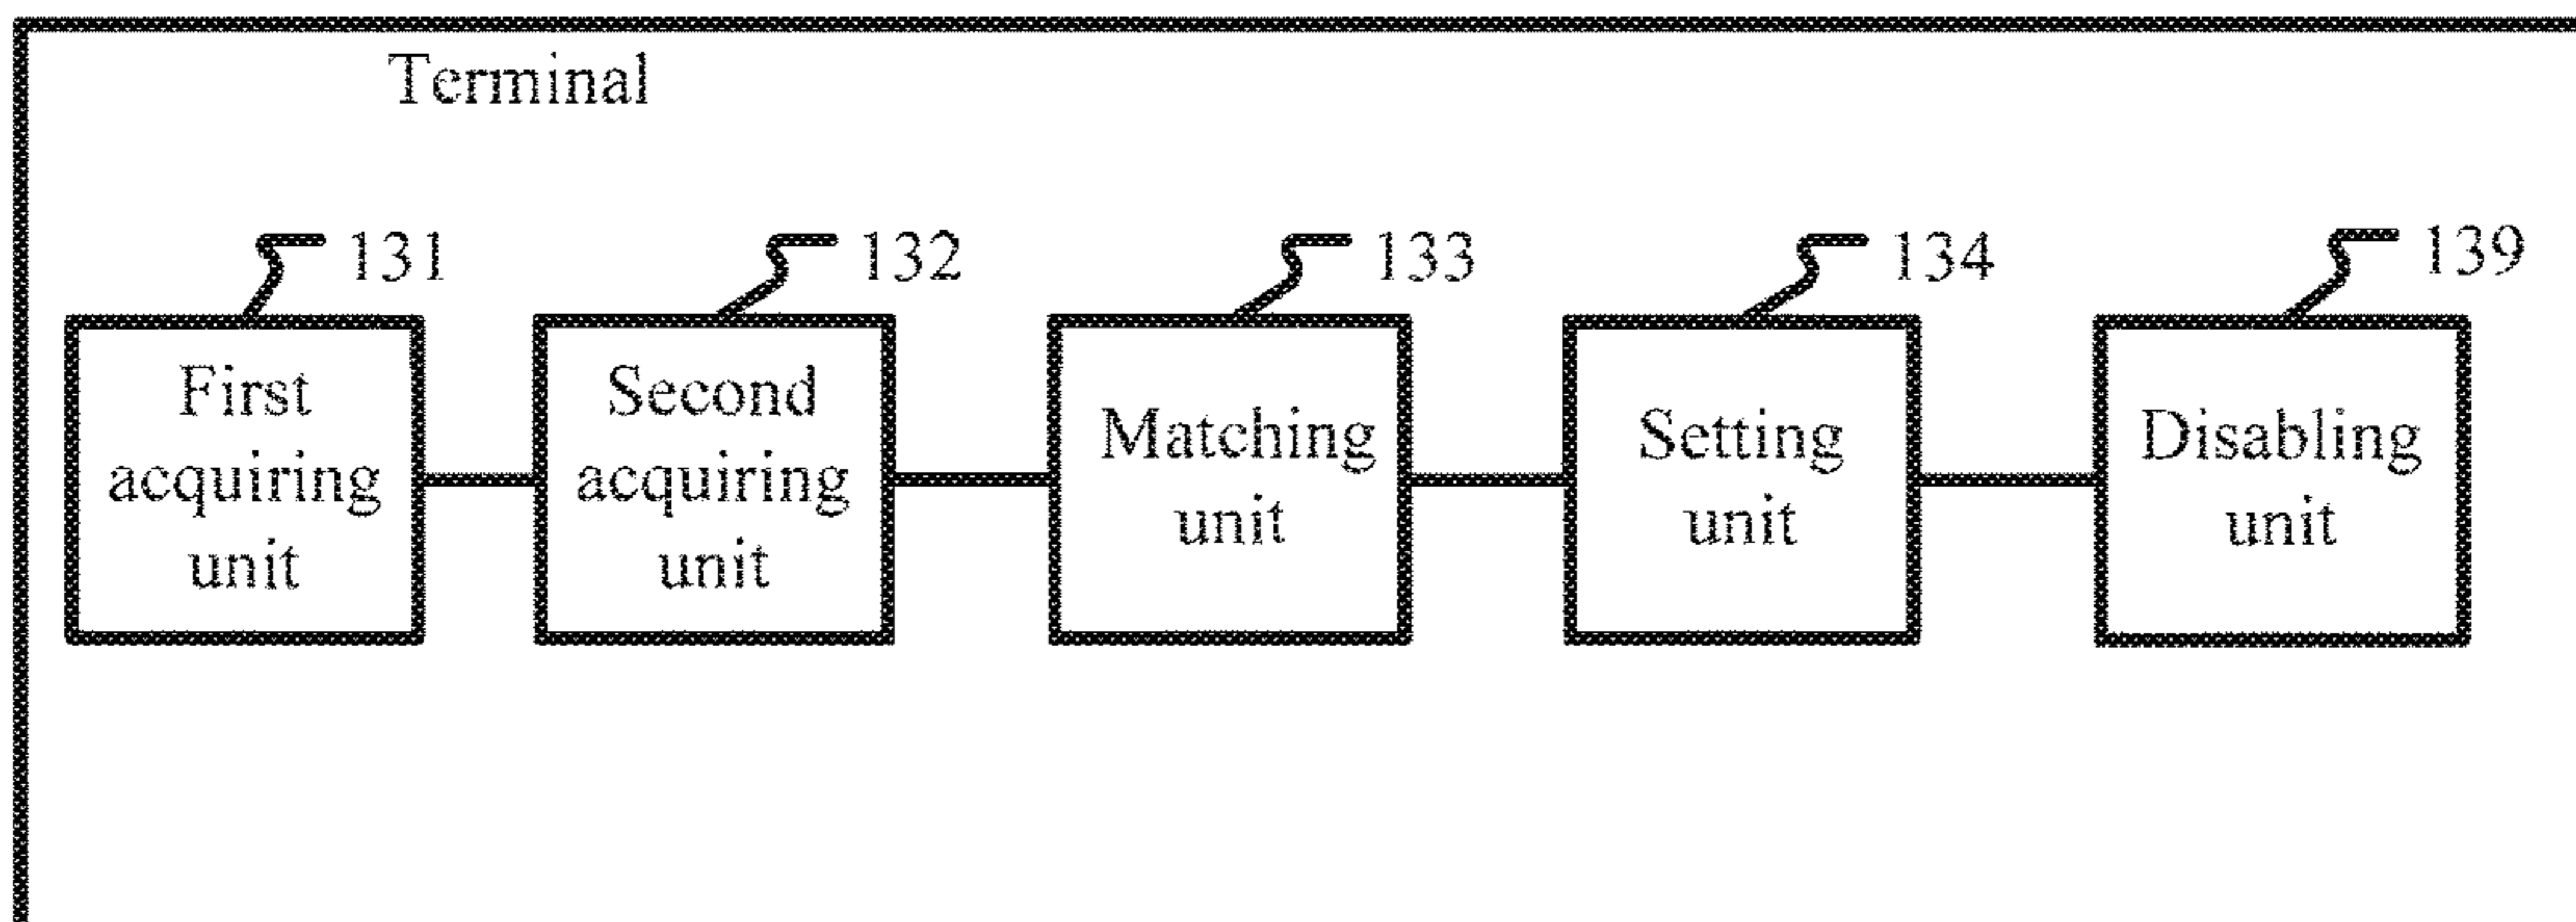 Terminal
131
132
133
134
139
First
acquiring
unit
Second
acquiring
unit
Matching
unit
Setting
unit
Disabling
unit